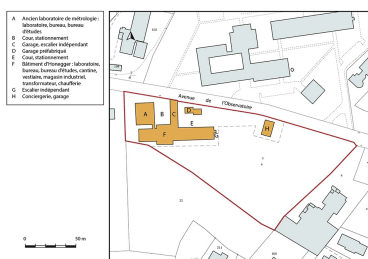 A Ancien laboratoire de métrologie :
laboratoire, bureau, bureau
d'études
B Cour, stationnement
C Garage, escalier indépendant
D Garage préfabriqué
E Cour, stationnement
F Bâtiment d'Honegger : laboratoire,
bureau, bureau d'études, cantine,
vestiaire, magasin industriel,
transformateur, chaufferie
G Escalier indépendant
H Conciergerie, garage
Avenue de l'Observatoire
A
B
C
D
E
F
G
H
0 50 m